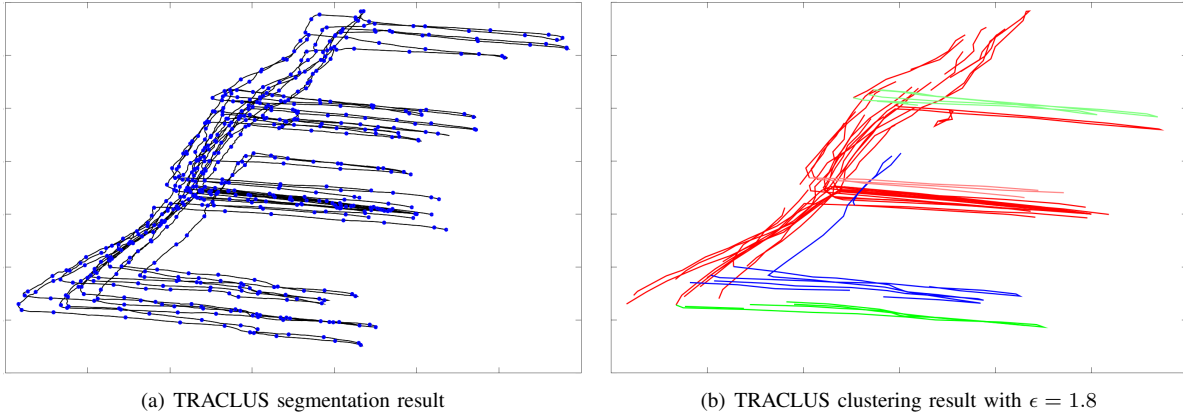 (a) TRACLUS segmentation result
(b) TRACLUS clustering result with ϵ = 1.8